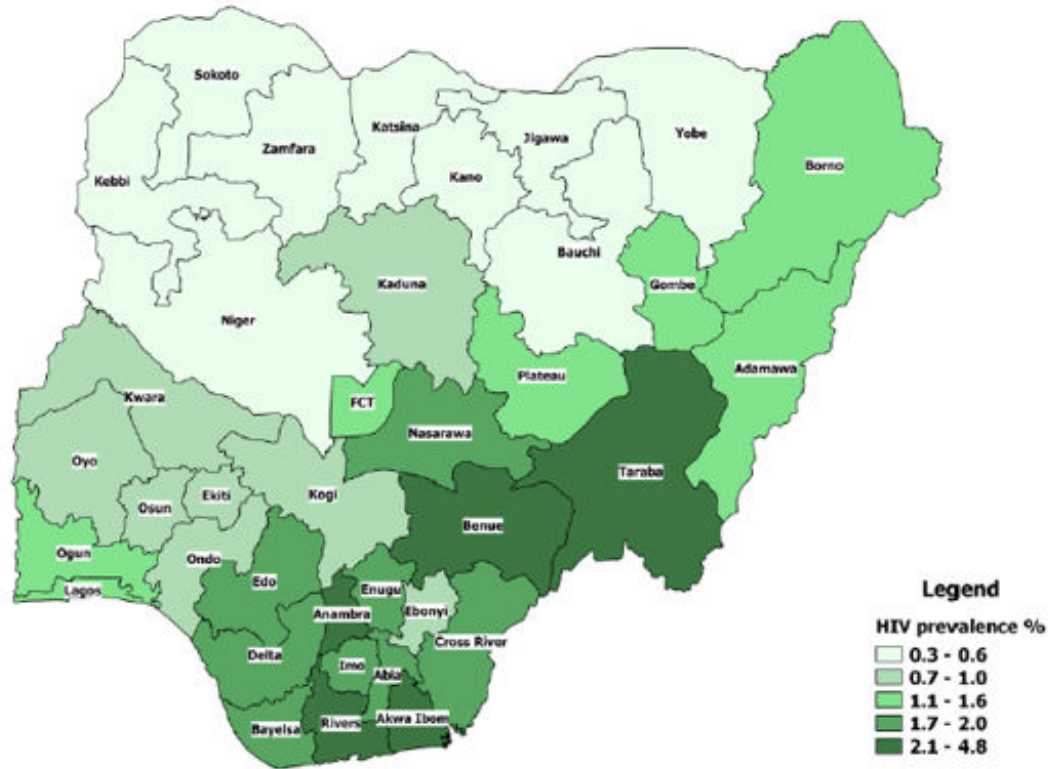 Sokoto
Katsina
Zamfara
Jigawa
Yobe
Kebbi
Kano
Borno
Bauchi
Kaduna
Gombe
Niger
Plateau
Adamawa
FCT
Kwara
Nasarawa
Oyo
Taraba
Ekiti
Kogi
Osun
Benue
Ogun
Ondo
Edo
Lagos
Enugu
Anambra
Ebonyi
Cross River
Delta
Imo
Abia
Bayelsa
Rivers
Akwa Ibom
Legend
HIV prevalence %
0.3 - 0.6
0.7 - 1.0
1.1 - 1.6
1.7 - 2.0
2.1 - 4.8